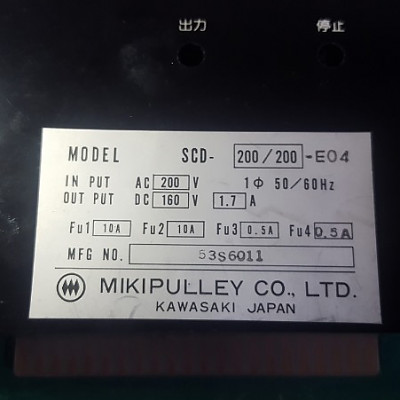 出力 停止
MODEL SCD- 200/200 -E04
IN PUT AC 200 V 1Φ 50/60Hz
OUT PUT DC 160 V 1.7 A
Fu1 10A Fu2 10A Fu3 0.5A Fu4 0.5A
MFG NO. 53S6011
MIKIPULLEY CO., LTD.
KAWASAKI JAPAN